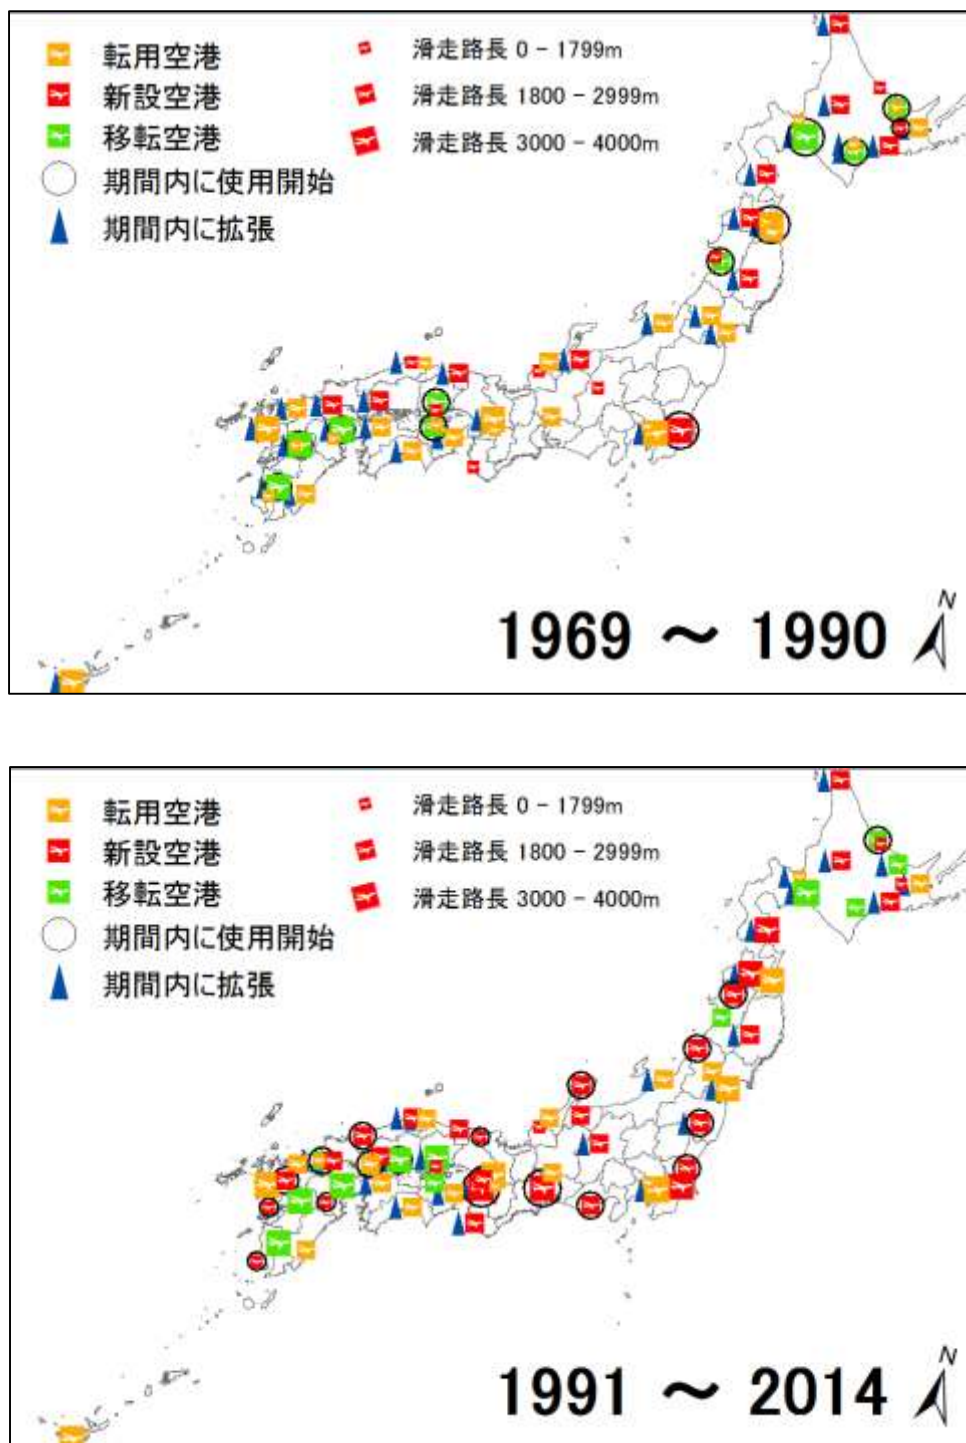 転用空港 滑走路長 0 - 1799m
新設空港 滑走路長 1800 - 2999m
移転空港 滑走路長 3000 - 4000m
期間内に使用開始
期間内に拡張
1969 ～ 1990 N
転用空港 滑走路長 0 - 1799m
新設空港 滑走路長 1800 - 2999m
移転空港 滑走路長 3000 - 4000m
期間内に使用開始
期間内に拡張
1991 ～ 2014 N